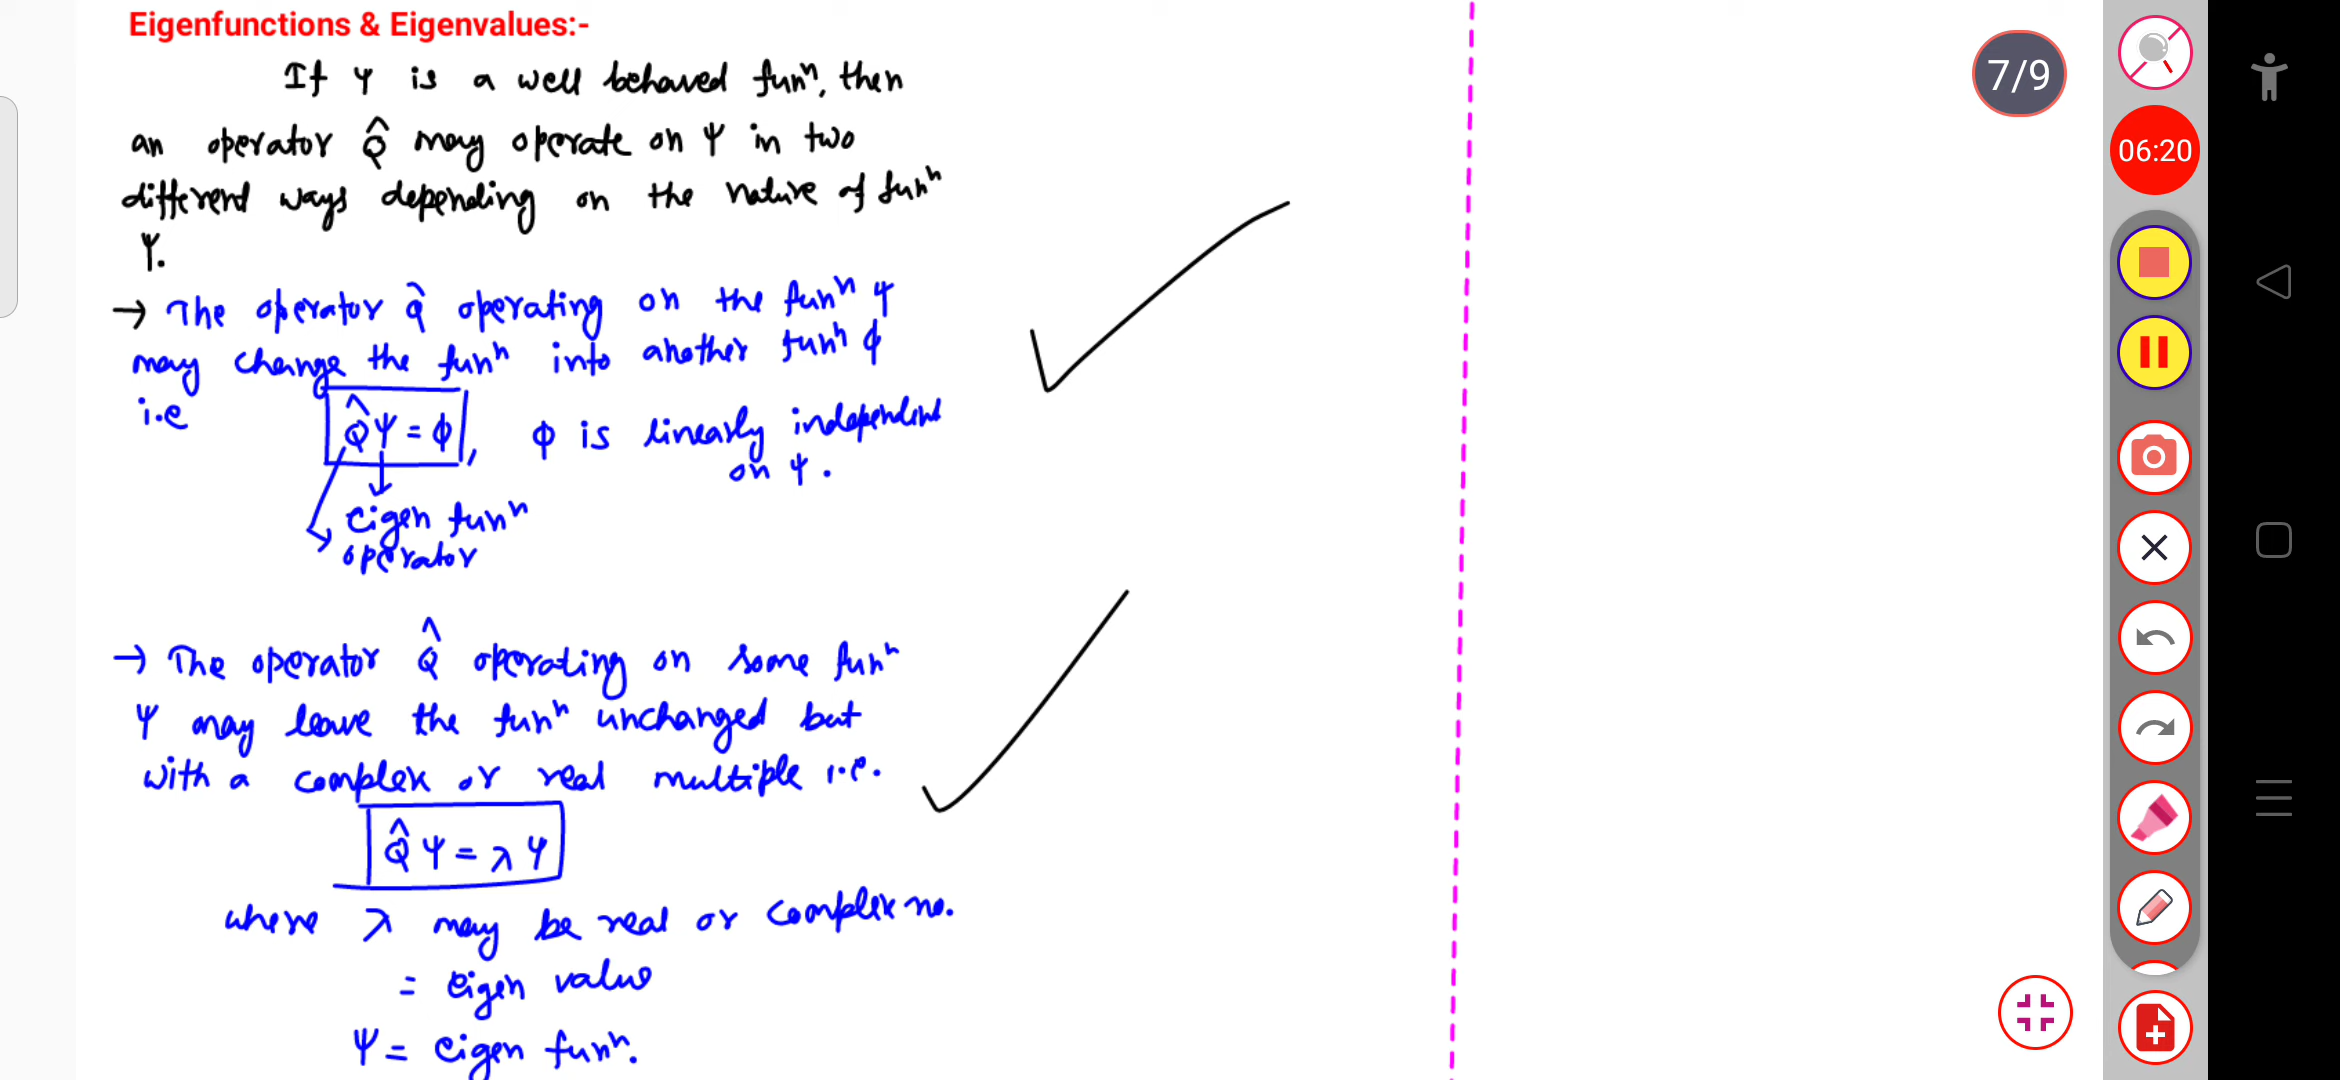 Eigenfunctions & Eigenvalues:-
If ψ is a well behaved funⁿ, then
an operator Q̂ may operate on ψ in two
different ways depending on the nature of funⁿ
ψ.
→ The operator Q̂ operating on the funⁿ ψ
may change the funⁿ into another funⁿ ϕ
i.e Q̂ψ = ϕ, ϕ is linearly independent
on ψ.
eigen funⁿ
operator
→ The operator Q̂ operating on some funⁿ
ψ may leave the funⁿ unchanged but
with a complex or real multiple i.e.
Q̂ψ = λψ
where λ may be real or complex no.
= eigen value
ψ = eigen funⁿ.
7/9
06:20